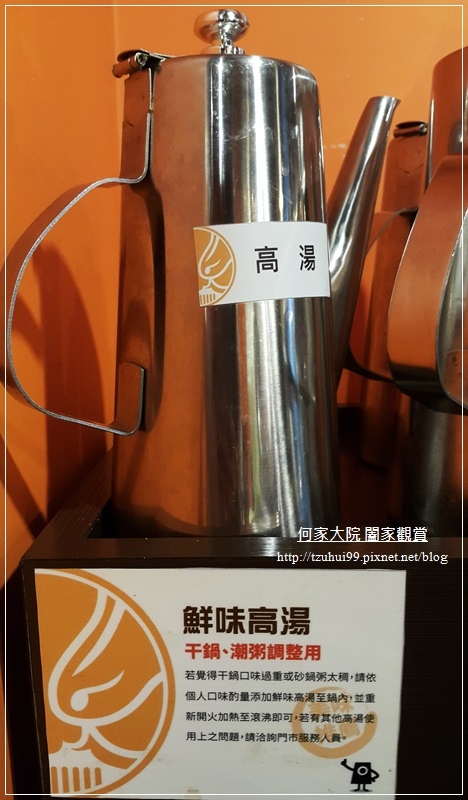 高湯
何家大院 闔家觀賞
http://tzuhui99.pixnet.net/blog
鮮味高湯
干鍋、潮粥調整用
若覺得干鍋口味過重或砂鍋粥太稠，請依
個人口味酌量添加鮮味高湯至鍋內，並重
新開火加熱至滾沸即可，若有其他高湯使
用上之問題，請洽詢門市服務人員。